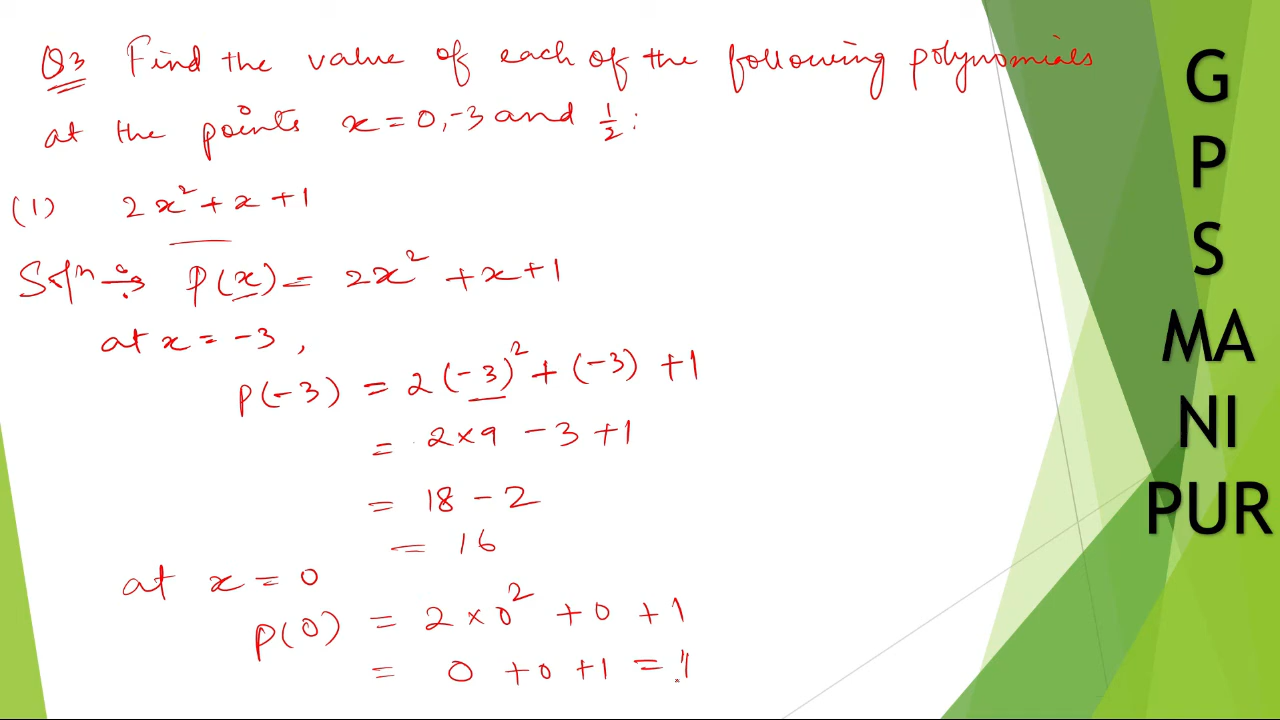 Q3 Find the value of each of the following polynomials
at the points x = 0, -3 and 1/2 :
(1) 2x² + x + 1
Solⁿ → P(x) = 2x² + x + 1
at x = -3 ,
P(-3) = 2(-3)² + (-3) + 1
= 2×9 - 3 + 1
= 18 - 2
= 16
at x = 0
P(0) = 2 × 0² + 0 + 1
= 0 + 0 + 1 = 1
G
P
S
MA
NI
PUR